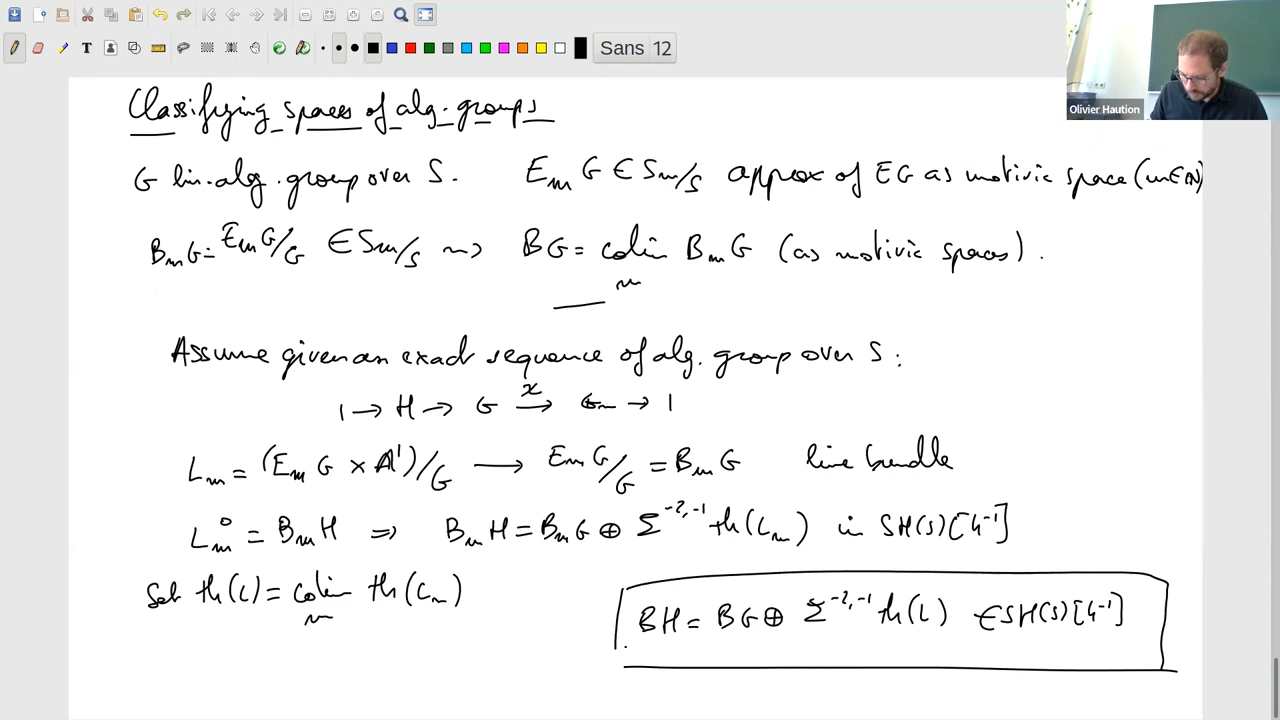 Sans 12
Olivier Haution
Classifying spaces of alg. groups
G lin. alg. group over S. E_m G ∈ Sm/S approx of EG as motivic space (m∈ℕ)
B_m G = E_m G/G ∈ Sm/S ⇝ BG = colim_m B_m G (as motivic spaces).
Assume given an exact sequence of alg. group over S:
1 → H → G →^χ G_m → 1
L_m = (E_m G × A¹)/G ⟶ E_m G/G = B_m G line bundle
L_m° = B_m H ⇒ B_m H = B_m G ⊕ Σ^{-2,-1} th(L_m) in SH(S)[η⁻¹]
Set th(L) = colim_m th(L_m)
BH = BG ⊕ Σ^{-2,-1} th(L) ∈ SH(S)[η⁻¹]